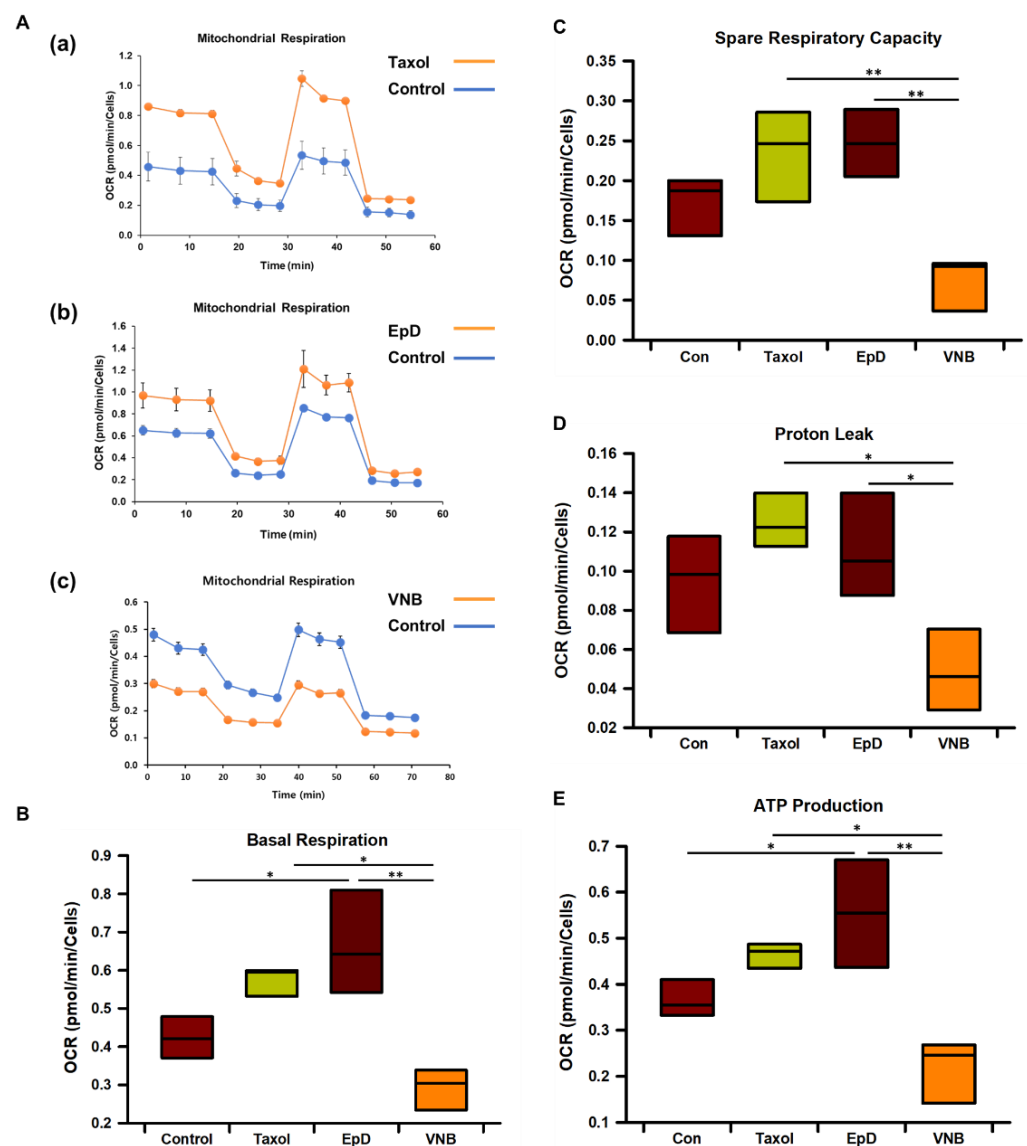 A
(a)
Mitochondrial Respiration
Taxol
Control
OCR (pmol/min/Cells)
1.2
1.0
0.8
0.6
0.4
0.2
0.0
0 10 20 30 40 50 60
Time (min)
(b)
Mitochondrial Respiration
EpD
Control
OCR (pmol/min/Cells)
1.6
1.4
1.2
1.0
0.8
0.6
0.4
0.2
0.0
0 10 20 30 40 50 60
Time (min)
(c)
Mitochondrial Respiration
VNB
Control
OCR (pmol/min/Cells)
0.6
0.5
0.4
0.3
0.2
0.1
0.0
0 10 20 30 40 50 60 70 80
Time (min)
B
Basal Respiration
OCR (pmol/min/Cells)
0.9
0.8
0.7
0.6
0.5
0.4
0.3
0.2
*
* **
Control Taxol EpD VNB
C
Spare Respiratory Capacity
OCR (pmol/min/Cells)
0.35
0.30
0.25
0.20
0.15
0.10
0.05
0.00
**
**
Con Taxol EpD VNB
D
Proton Leak
OCR (pmol/min/Cells)
0.16
0.14
0.12
0.10
0.08
0.06
0.04
0.02
*
*
Con Taxol EpD VNB
E
ATP Production
OCR (pmol/min/Cells)
0.7
0.6
0.5
0.4
0.3
0.2
0.1
*
* **
Con Taxol EpD VNB